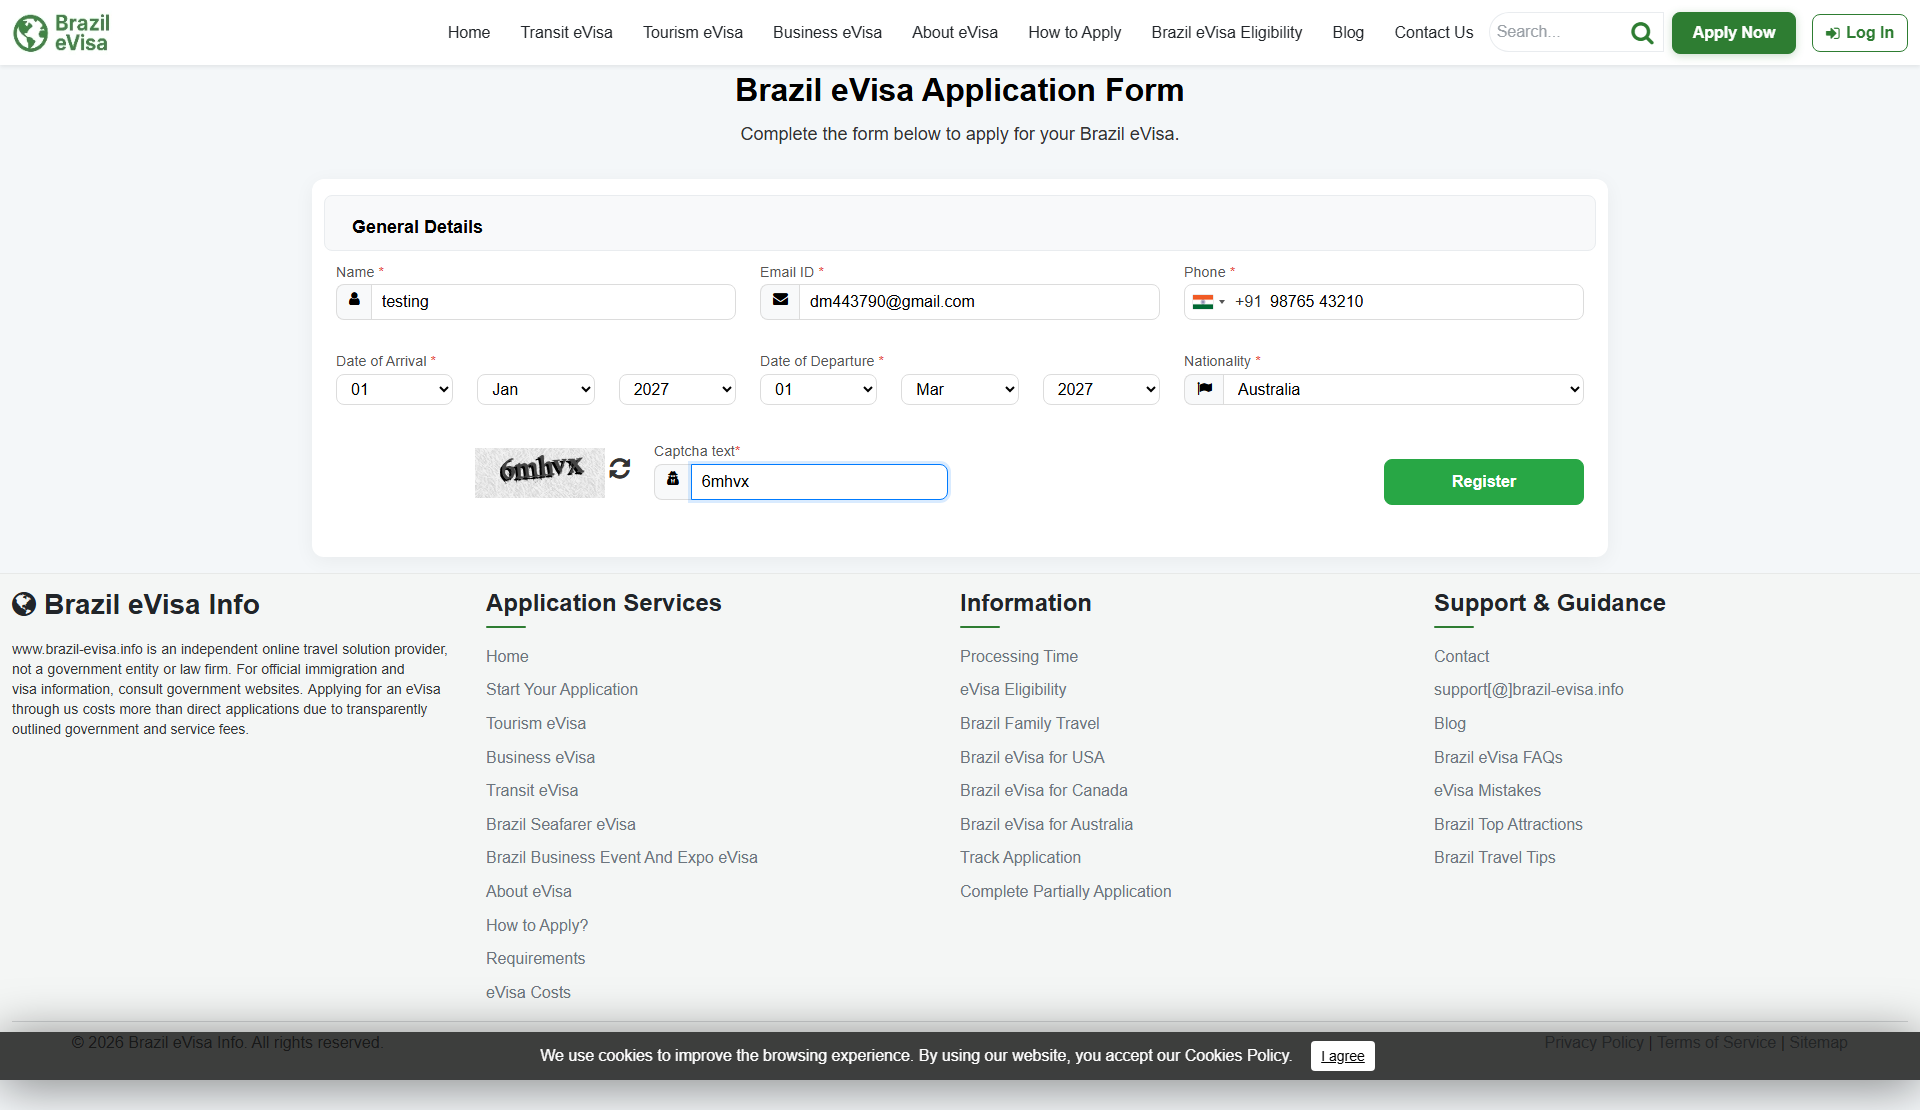 Brazil
eVisa
Home
Transit eVisa
Tourism eVisa
Business eVisa
About eVisa
How to Apply
Brazil eVisa Eligibility
Blog
Contact Us
Search...
Apply Now
Log In
Brazil eVisa Application Form
Complete the form below to apply for your Brazil eVisa.
General Details
Name *
testing
Email ID *
dm443790@gmail.com
Phone *
+91 98765 43210
Date of Arrival *
01
Jan
2027
Date of Departure *
01
Mar
2027
Nationality *
Australia
6mhvx
Captcha text*
6mhvx
Register
Brazil eVisa Info
www.brazil-evisa.info is an independent online travel solution provider,
not a government entity or law firm. For official immigration and
visa information, consult government websites. Applying for an eVisa
through us costs more than direct applications due to transparently
outlined government and service fees.
Application Services
Home
Start Your Application
Tourism eVisa
Business eVisa
Transit eVisa
Brazil Seafarer eVisa
Brazil Business Event And Expo eVisa
About eVisa
How to Apply?
Requirements
eVisa Costs
Information
Processing Time
eVisa Eligibility
Brazil Family Travel
Brazil eVisa for USA
Brazil eVisa for Canada
Brazil eVisa for Australia
Track Application
Complete Partially Application
Support & Guidance
Contact
support[@]brazil-evisa.info
Blog
Brazil eVisa FAQs
eVisa Mistakes
Brazil Top Attractions
Brazil Travel Tips
© 2026 Brazil eVisa Info. All rights reserved.
Privacy Policy | Terms of Service | Sitemap
We use cookies to improve the browsing experience. By using our website, you accept our Cookies Policy.
I agree